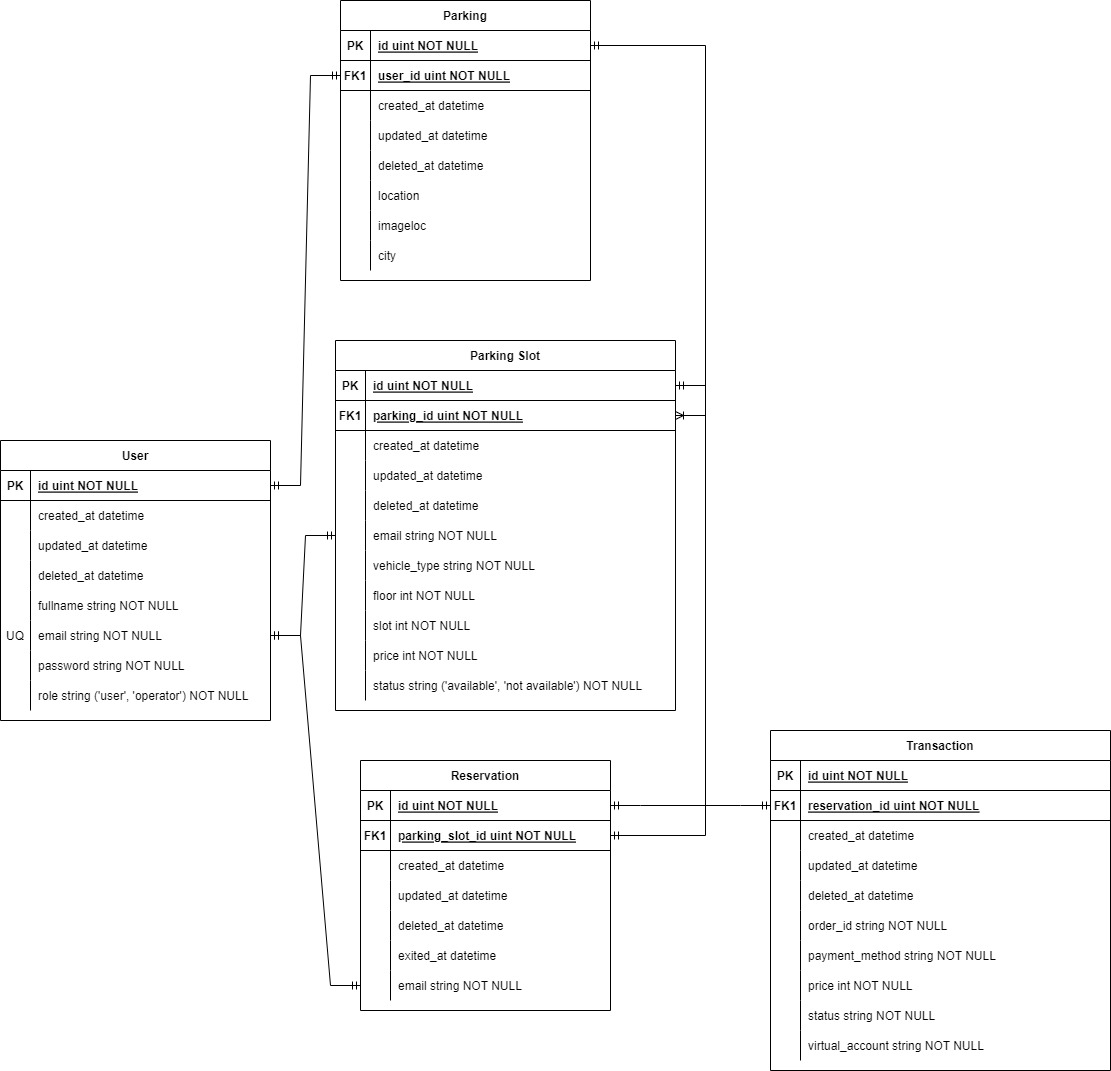 Parking
PK id uint NOT NULL
FK1 user_id uint NOT NULL
created_at datetime
updated_at datetime
deleted_at datetime
location
imageloc
city
Parking Slot
PK id uint NOT NULL
FK1 parking_id uint NOT NULL
created_at datetime
updated_at datetime
deleted_at datetime
email string NOT NULL
vehicle_type string NOT NULL
floor int NOT NULL
slot int NOT NULL
price int NOT NULL
status string ('available', 'not available') NOT NULL
User
PK id uint NOT NULL
created_at datetime
updated_at datetime
deleted_at datetime
fullname string NOT NULL
UQ email string NOT NULL
password string NOT NULL
role string ('user', 'operator') NOT NULL
Reservation
PK id uint NOT NULL
FK1 parking_slot_id uint NOT NULL
created_at datetime
updated_at datetime
deleted_at datetime
exited_at datetime
email string NOT NULL
Transaction
PK id uint NOT NULL
FK1 reservation_id uint NOT NULL
created_at datetime
updated_at datetime
deleted_at datetime
order_id string NOT NULL
payment_method string NOT NULL
price int NOT NULL
status string NOT NULL
virtual_account string NOT NULL